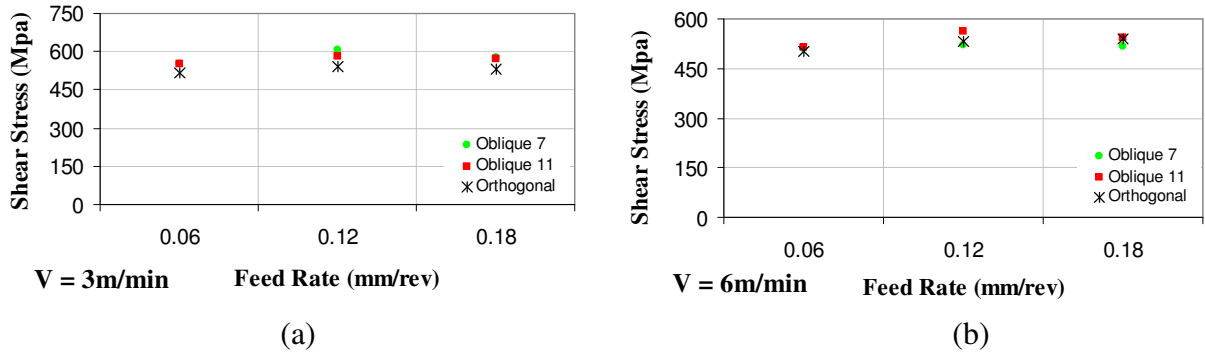 Shear Stress (Mpa)
750
600
450
300
150
0
Oblique 7
Oblique 11
Orthogonal
0.06
0.12
0.18
V = 3m/min
Feed Rate (mm/rev)
(a)
Shear Stress (Mpa)
600
450
300
150
0
Oblique 7
Oblique 11
Orthogonal
0.06
0.12
0.18
V = 6m/min
Feed Rate (mm/rev)
(b)